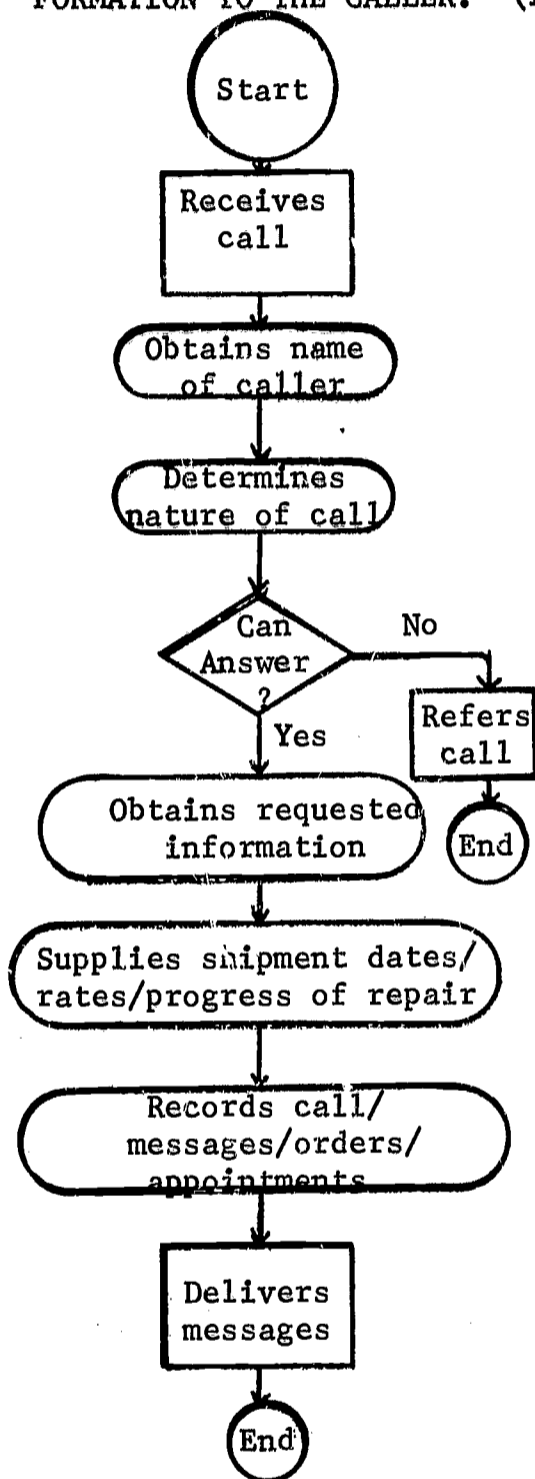 FORMATION TO THE CALLER. (
Start
Receives
call
Obtains name
of caller
Determines
nature of call
Can
Answer
?
No
Yes
Refers
call
End
Obtains requested
information
Supplies shipment dates/
rates/progress of repair
Records call/
messages/orders/
appointments
Delivers
messages
End